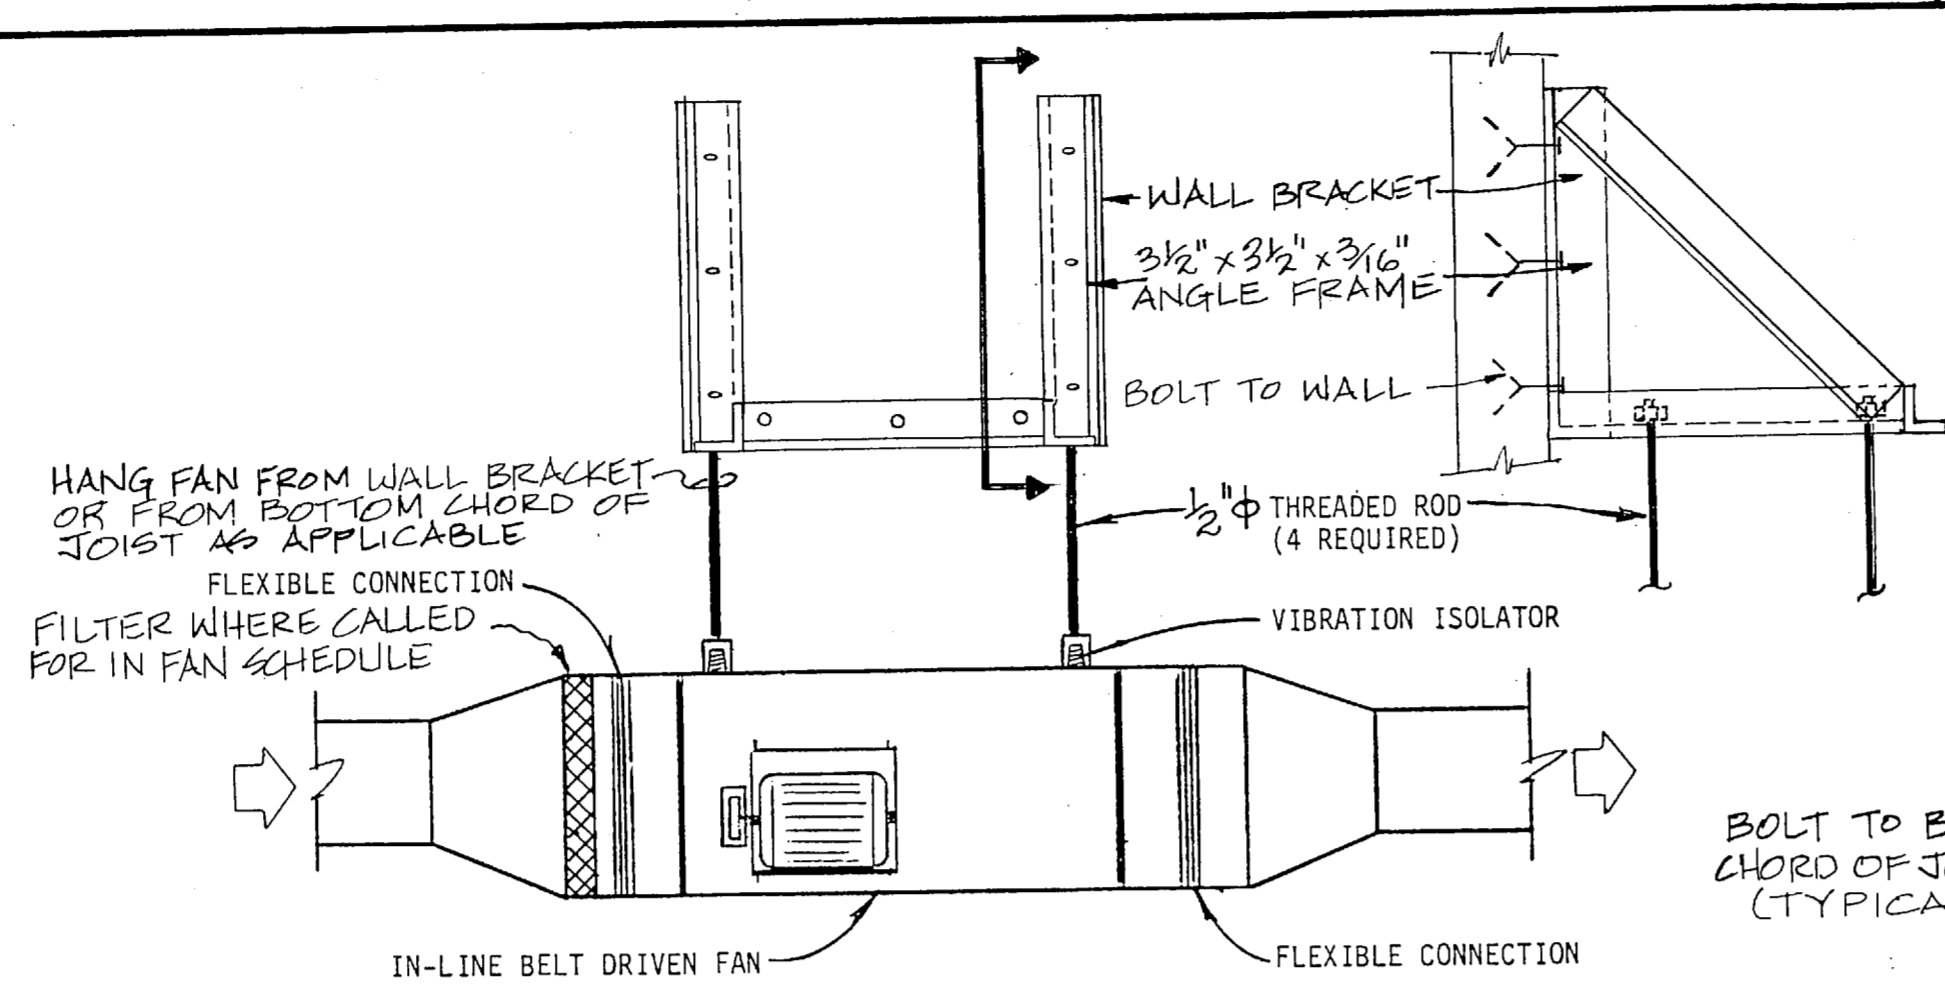 WALL BRACKET
3½" x 3½" x 3/16"
ANGLE FRAME
BOLT TO WALL
HANG FAN FROM WALL BRACKET
OR FROM BOTTOM CHORD OF
JOIST AS APPLICABLE
½"ϕ THREADED ROD
(4 REQUIRED)
FLEXIBLE CONNECTION
FILTER WHERE CALLED
FOR IN FAN SCHEDULE
VIBRATION ISOLATOR
BOLT TO
CHORD OF
IN-LINE BELT DRIVEN FAN
FLEXIBLE CONNECTION